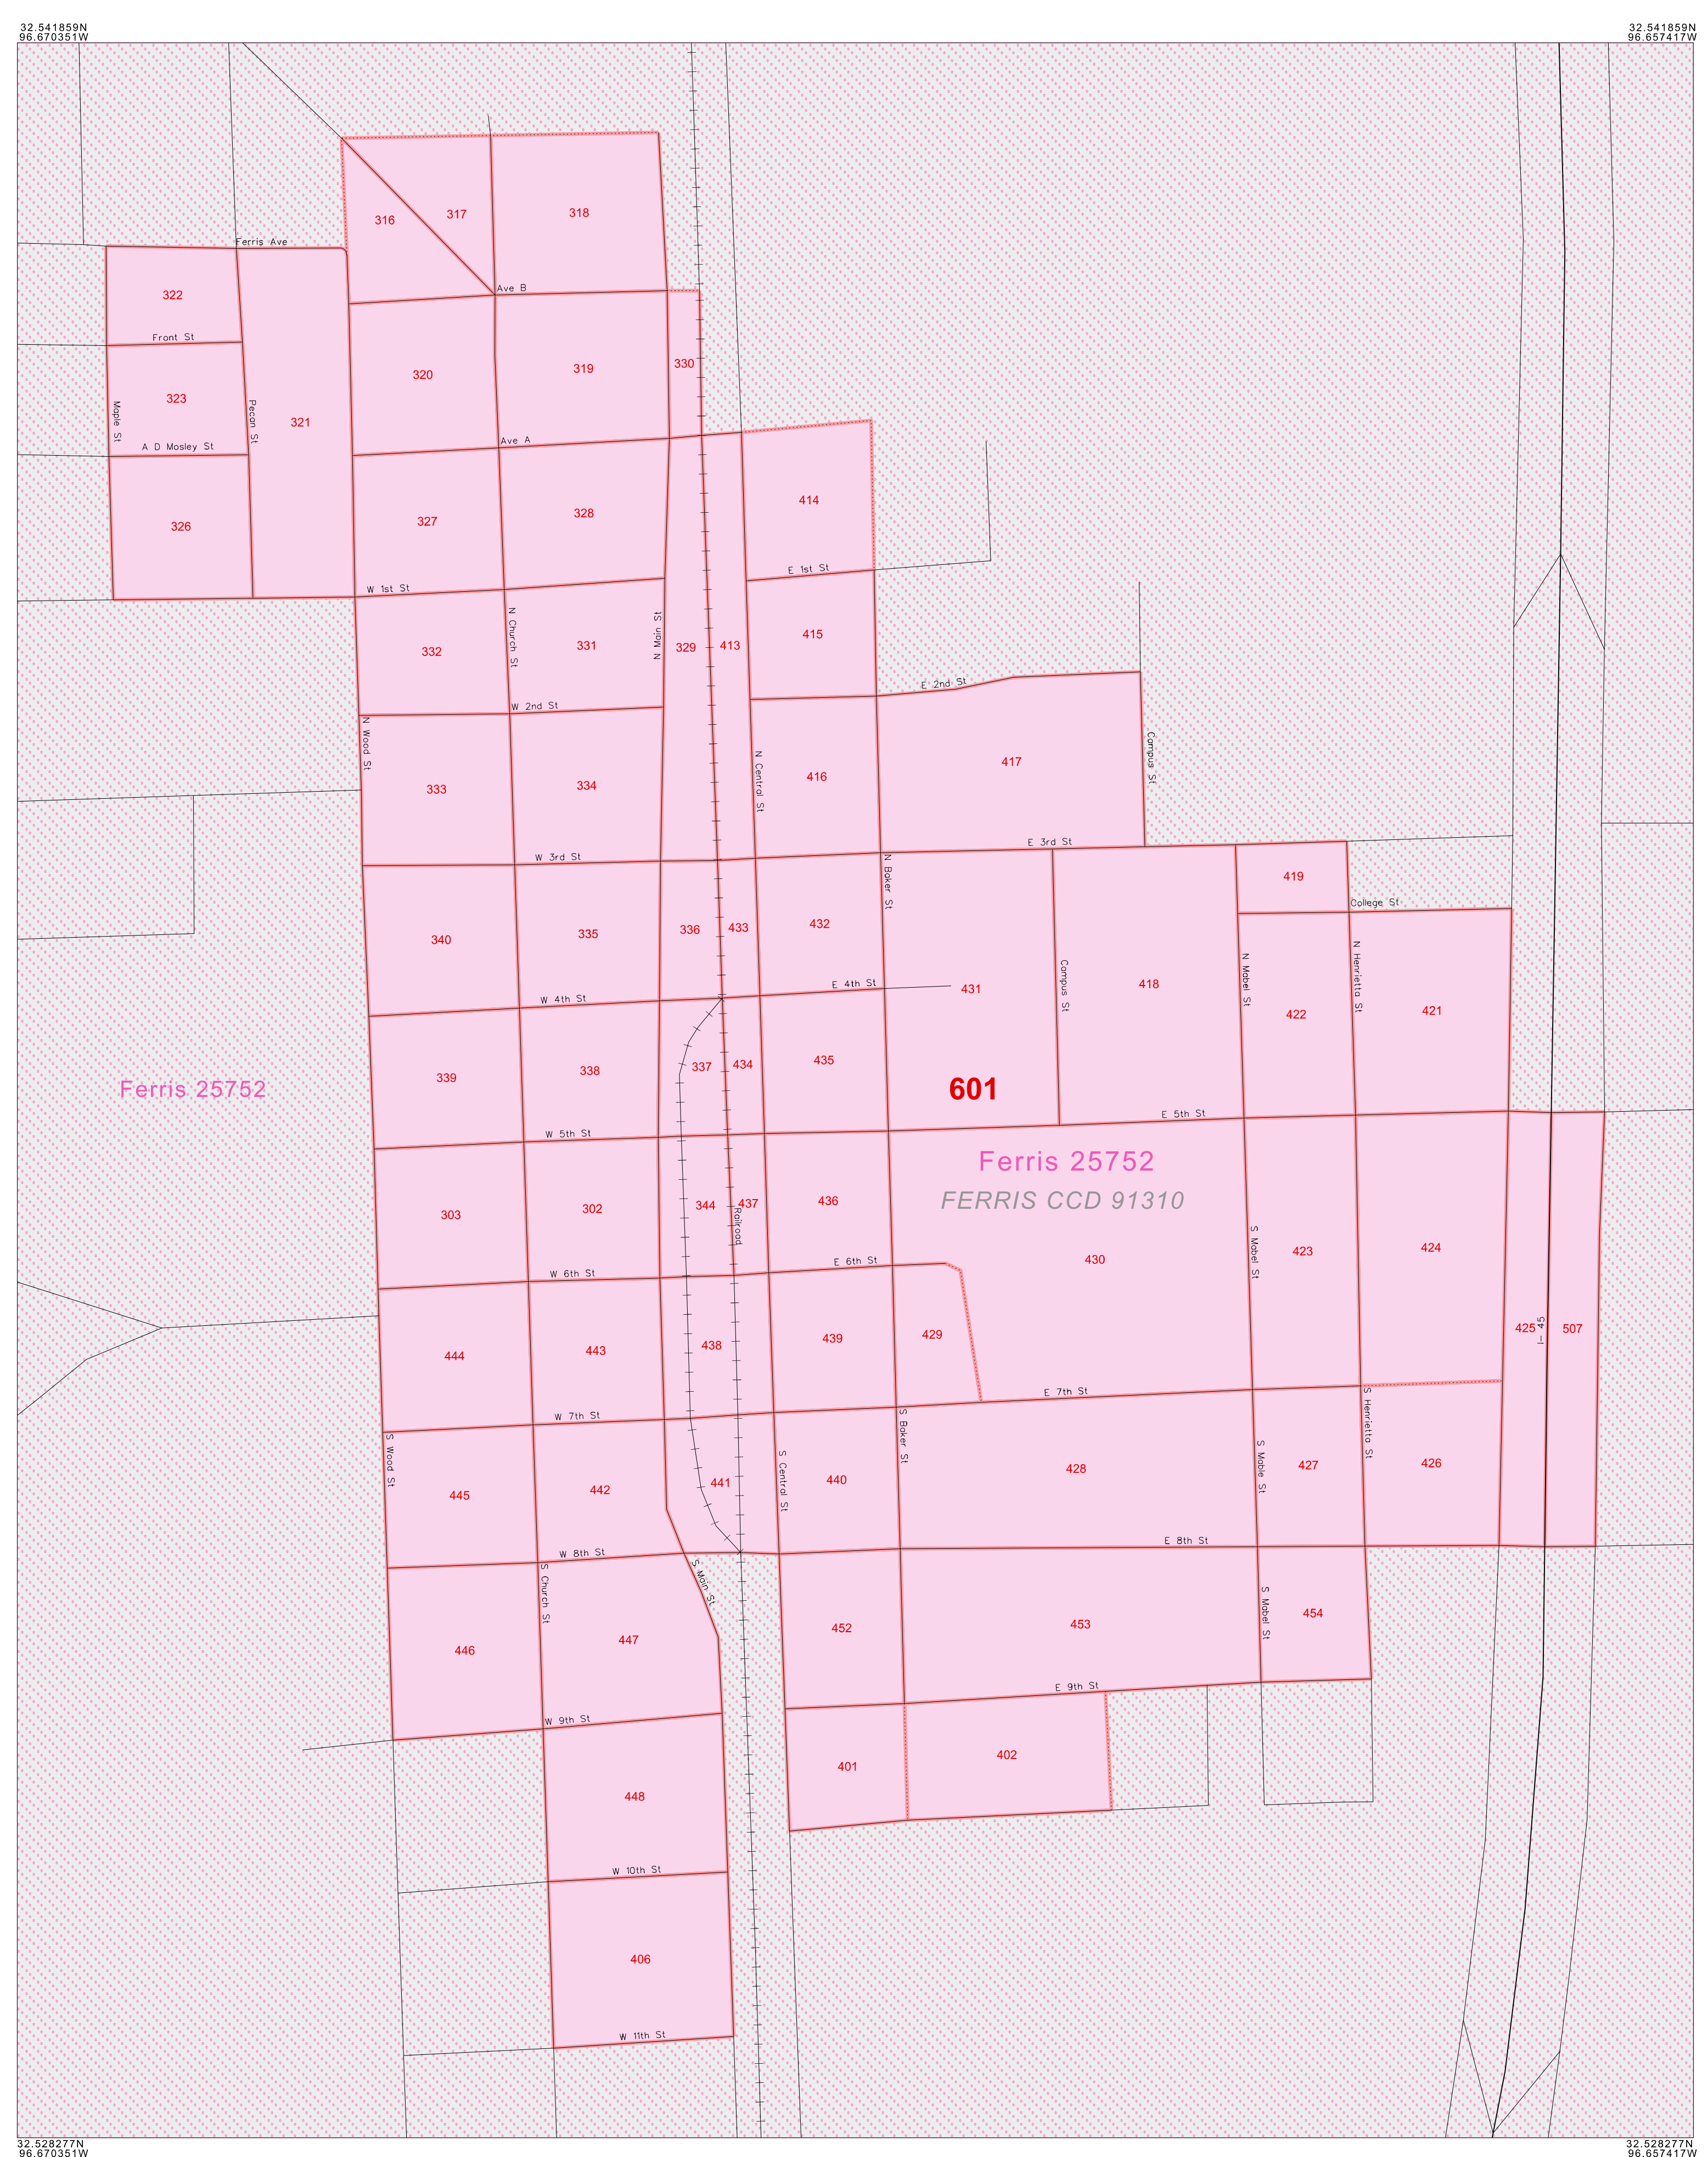 32.541859N
96.670351W
32.541859N
96.657417W
316
317
318
Ferris Ave
322
Ave B
Front St
330
319
320
323
Maple St
Pecan St
321
A D Mosley St
Ave A
414
326
327
328
E 1st St
W 1st St
N Church St
N Main St
415
332
331
329
413
E 2nd St
W 2nd St
N Wood St
N Central St
Campus St
417
416
333
334
E 3rd St
W 3rd St
N Baker St
419
College St
340
335
336
433
432
N Mabel St
N Henrietta St
Campus St
418
431
E 4th St
W 4th St
422
421
339
338
337
434
435
Ferris 25752
601
E 5th St
W 5th St
Ferris 25752
FERRIS CCD 91310
303
302
344
437
436
Railroad
S Mabel St
423
424
430
E 6th St
W 6th St
444
443
438
439
429
425
I- 45
507
E 7th St
W 7th St
S Wood St
S Central St
S Baker St
S Mable St
S Henrietta St
445
442
441
440
428
427
426
E 8th St
W 8th St
S Church St
S Main St
S Mabel St
446
447
452
453
454
E 9th St
W 9th St
401
402
448
W 10th St
406
W 11th St
32.528277N
96.670351W
32.528277N
96.657417W